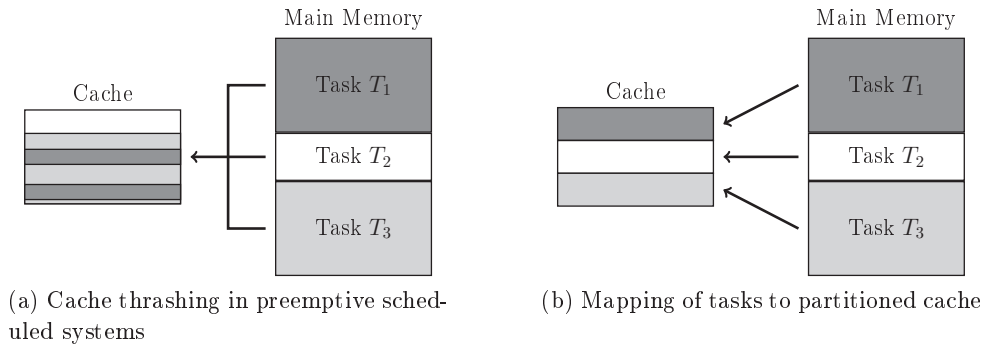 Main Memory
Cache
Task T₁
Task T₂
Task T₃
(a) Cache thrashing in preemptive sched-
uled systems
Main Memory
Cache
Task T₁
Task T₂
Task T₃
(b) Mapping of tasks to partitioned cache